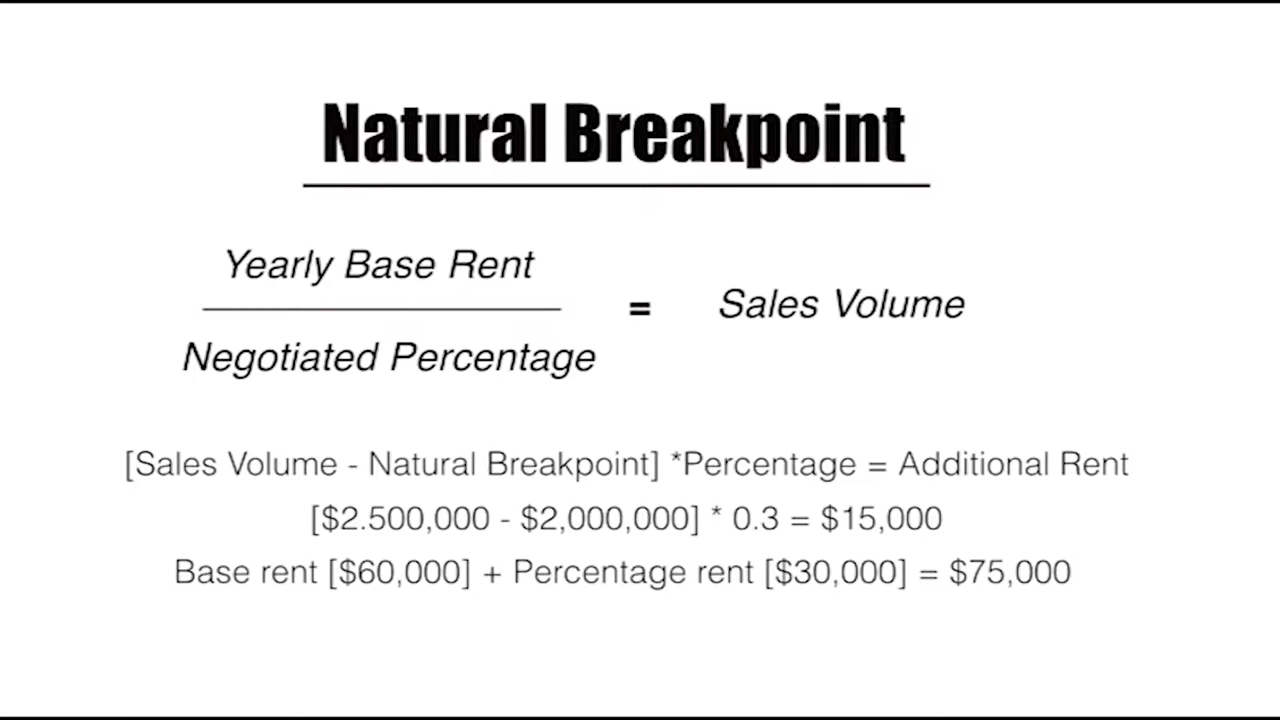 Natural Breakpoint
Yearly Base Rent
Negotiated Percentage
= Sales Volume
[Sales Volume - Natural Breakpoint] *Percentage = Additional Rent
[$2.500,000 - $2,000,000] * 0.3 = $15,000
Base rent [$60,000] + Percentage rent [$30,000] = $75,000